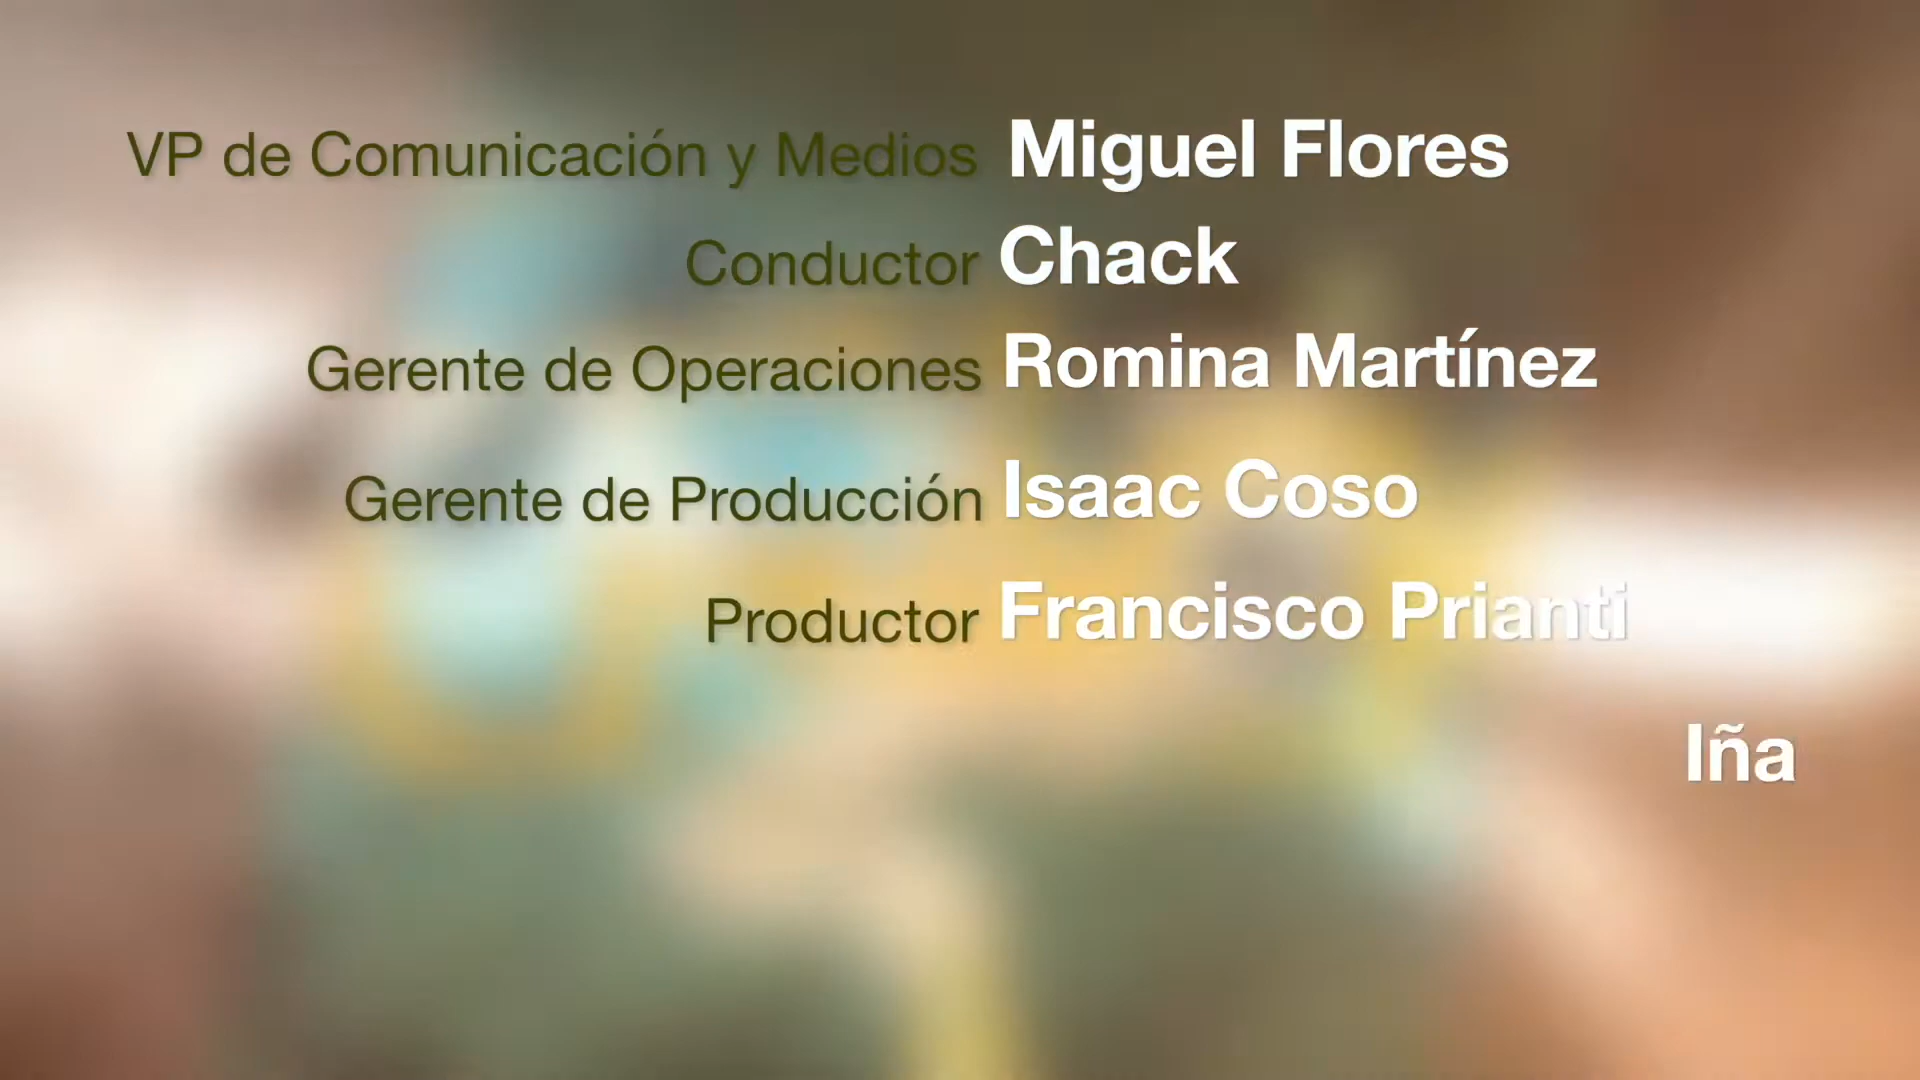 VP de Comunicación y Medios Miguel Flores
Conductor Chack
Gerente de Operaciones Romina Martínez
Gerente de Producción Isaac Coso
Productor Francisco Prianti
Iña